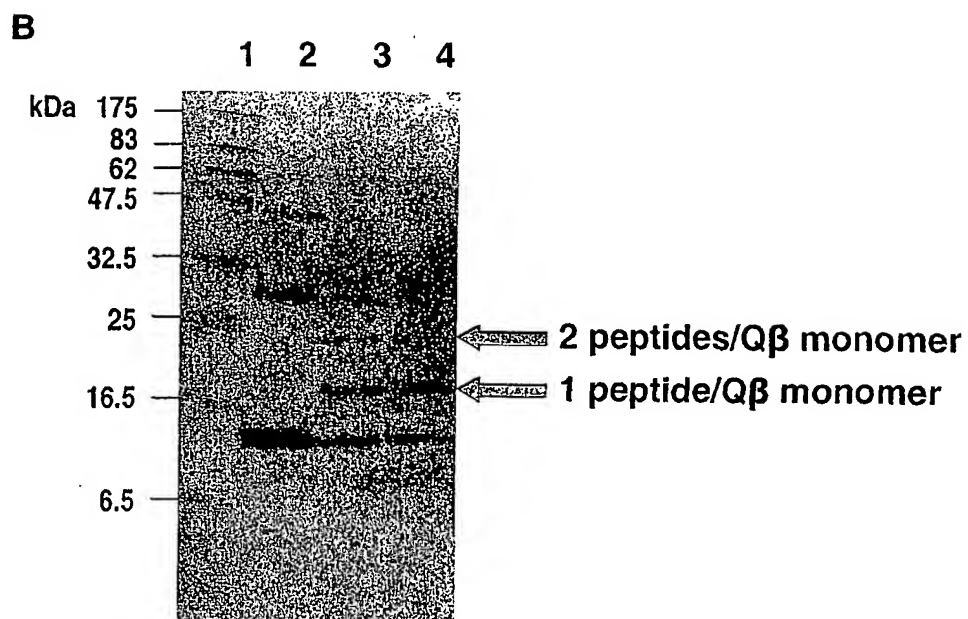 B
1 2 3 4
kDa 175
83
62
47.5
32.5
25
2 peptides/Qβ monomer
16.5
1 peptide/Qβ monomer
6.5